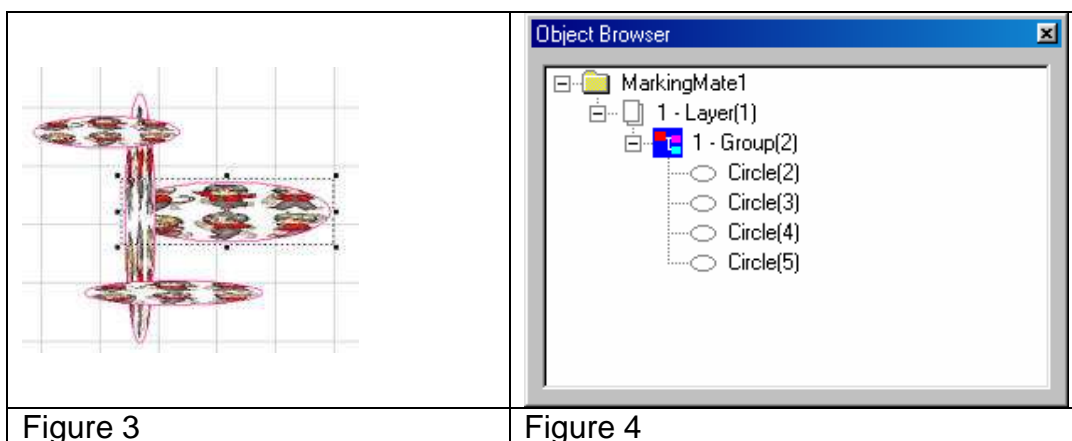 Object Browser
MarkingMate1
1 - Layer(1)
1 - Group(2)
Circle(2)
Circle(3)
Circle(4)
Circle(5)
Figure 3
Figure 4